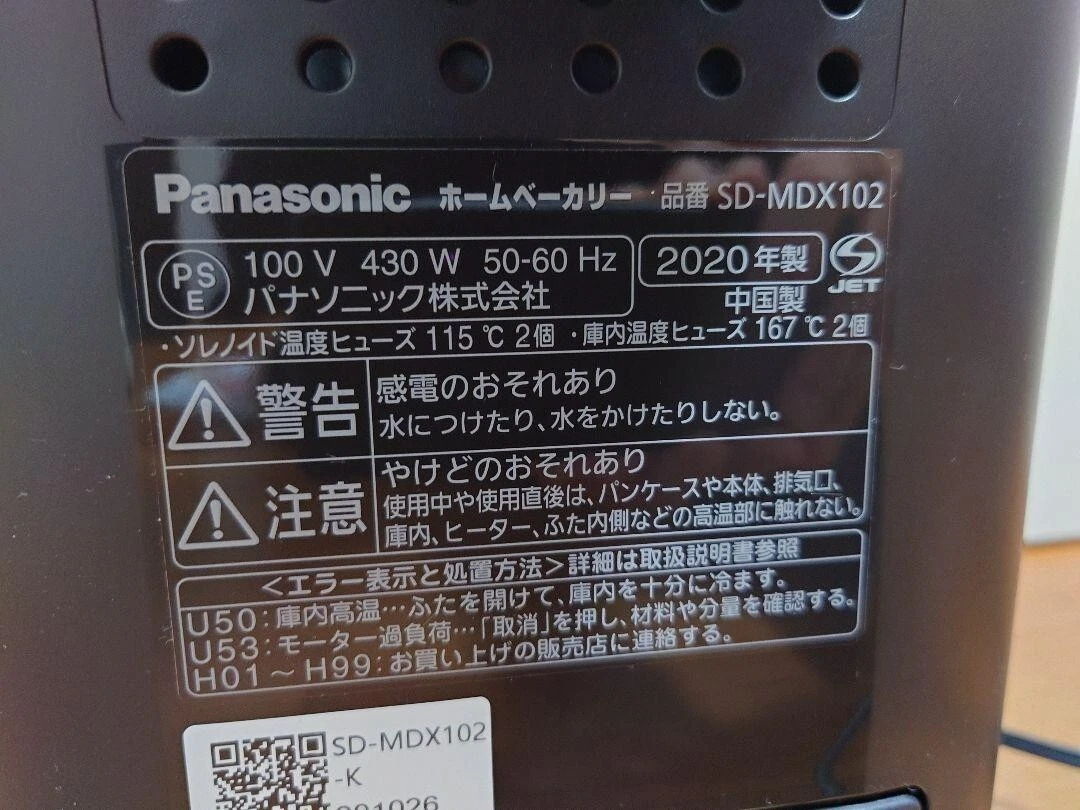 Panasonic ホームベーカリー 品番 SD-MDX102
PSE 100 V 430 W 50-60 Hz 2020年製 JET
パナソニック株式会社 中国製
・ソレノイド温度ヒューズ 115 ℃ 2個 ・庫内温度ヒューズ 167 ℃ 2個
警告 感電のおそれあり
水につけたり、水をかけたりしない。
注意 やけどのおそれあり
使用中や使用直後は、パンケースや本体、排気口、
庫内、ヒーター、ふた内側などの高温部に触れない。
＜エラー表示と処置方法＞詳細は取扱説明書参照
U50：庫内高温…ふたを開けて、庫内を十分に冷ます。
U53：モーター過負荷…「取消」を押し、材料や分量を確認する。
H01～H99：お買い上げの販売店に連絡する。
SD-MDX102
-K